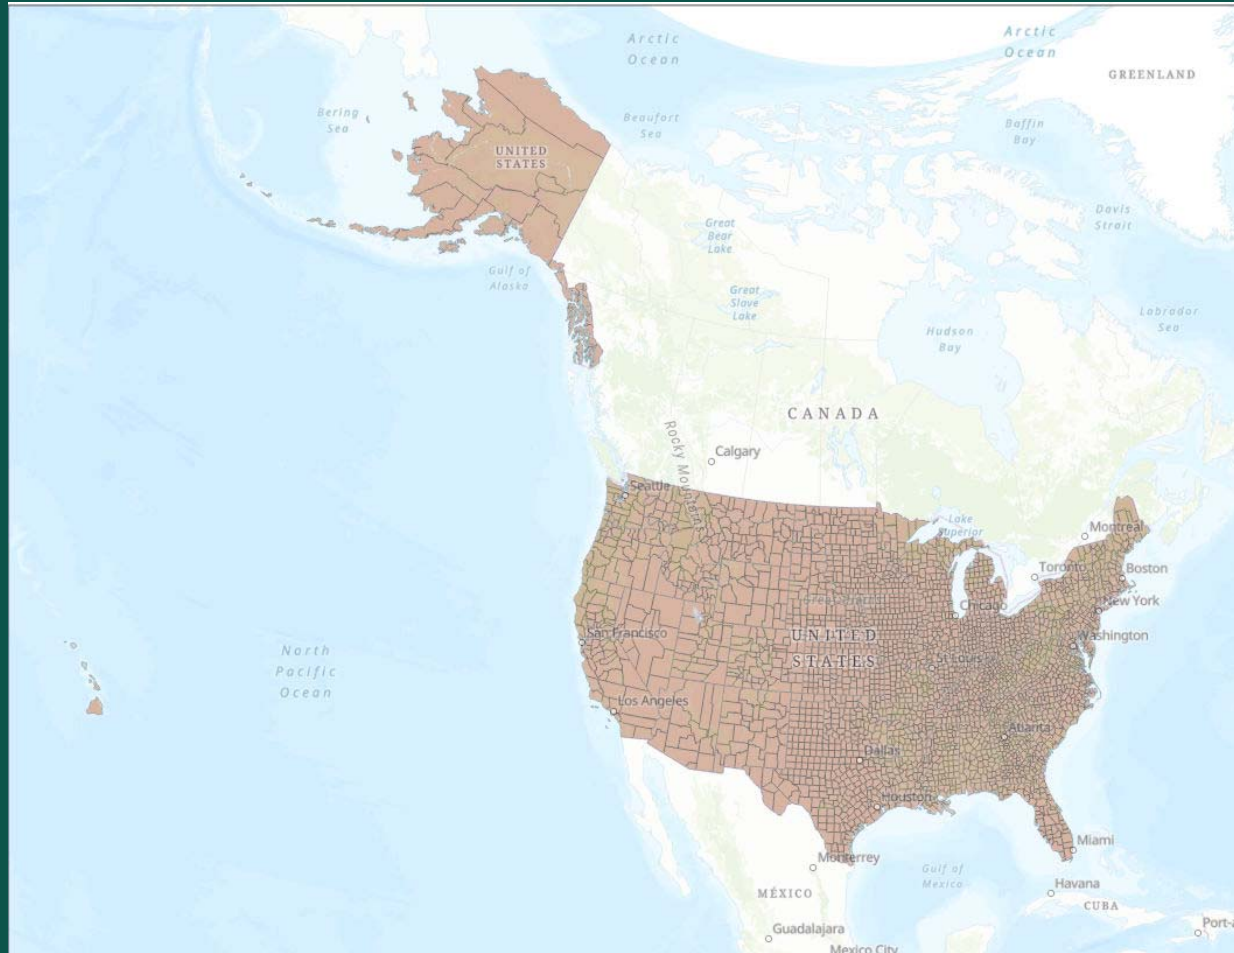 Arctic
Ocean
Arctic
Ocean
GREENLAND
Bering
Sea
Beaufort
Sea
Baffin
Bay
UNITED
STATES
Davis
Strait
Great
Bear
Lake
Gulf of
Alaska
Great
Slave
Lake
Labrador
Sea
Hudson
Bay
CANADA
Rocky Mountains
Calgary
Seattle
Lake
Superior
Montreal
Toronto
Boston
Chicago
New York
San Francisco
UNITED
STATES
Washington
St Louis
North
Pacific
Ocean
Los Angeles
Atlanta
Dallas
Houston
Miami
Monterrey
Gulf of
Mexico
MÉXICO
Havana
CUBA
Guadalajara
Port-a
Mexico City